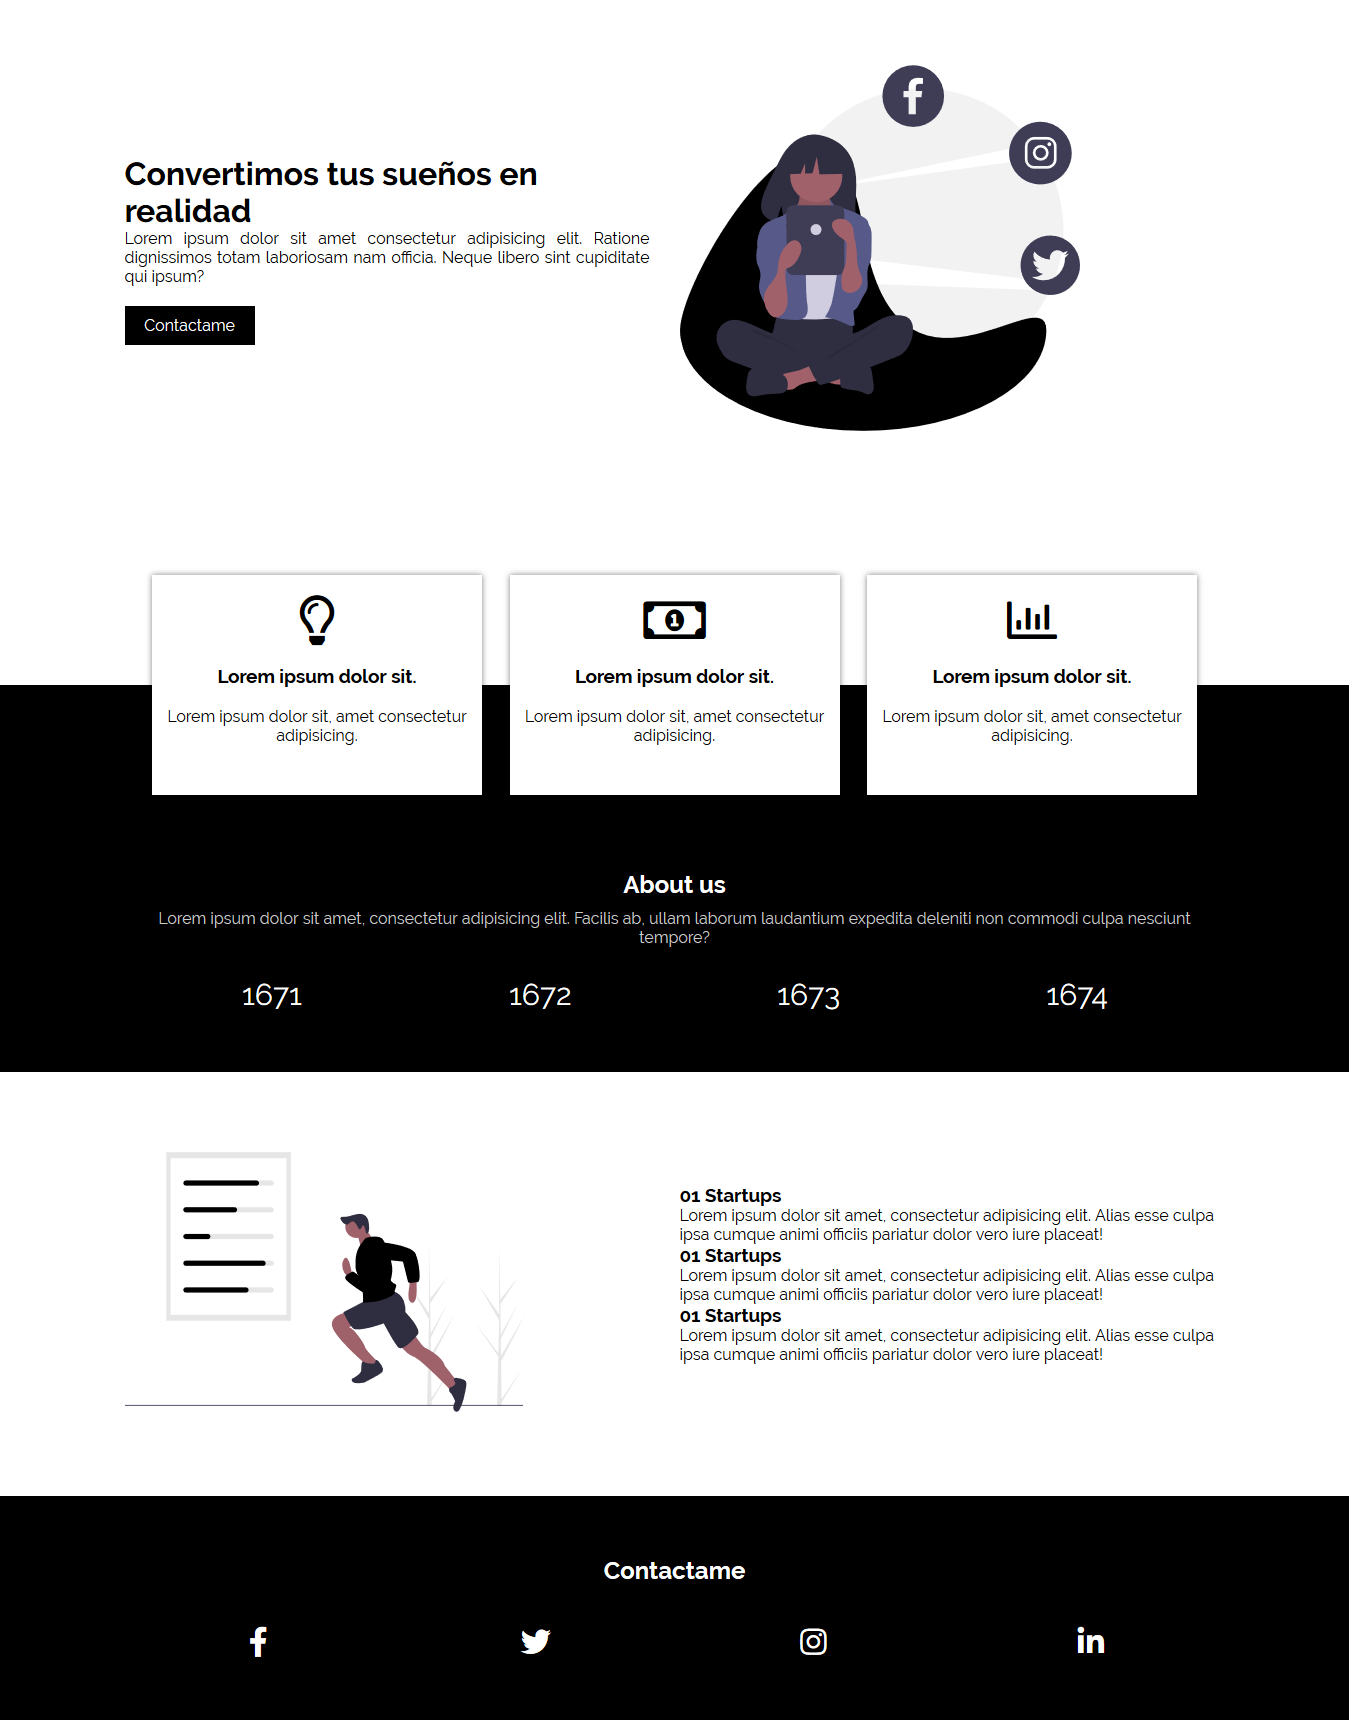 Convertimos tus sueños en
realidad
Lorem ipsum dolor sit amet consectetur adipisicing elit. Ratione
dignissimos totam laboriosam nam officia. Neque libero sint cupiditate
qui ipsum?
Contactame
1
Lorem ipsum dolor sit.
Lorem ipsum dolor sit.
Lorem ipsum dolor sit.
Lorem ipsum dolor sit, amet consectetur
adipisicing.
Lorem ipsum dolor sit, amet consectetur
adipisicing.
Lorem ipsum dolor sit, amet consectetur
adipisicing.
About us
Lorem ipsum dolor sit amet, consectetur adipisicing elit. Facilis ab, ullam laborum laudantium expedita deleniti non commodi culpa nesciunt
tempore?
1671
1672
1673
1674
01 Startups
Lorem ipsum dolor sit amet, consectetur adipisicing elit. Alias esse culpa
ipsa cumque animi officiis pariatur dolor vero iure placeat!
01 Startups
Lorem ipsum dolor sit amet, consectetur adipisicing elit. Alias esse culpa
ipsa cumque animi officiis pariatur dolor vero iure placeat!
01 Startups
Lorem ipsum dolor sit amet, consectetur adipisicing elit. Alias esse culpa
ipsa cumque animi officiis pariatur dolor vero iure placeat!
Contactame